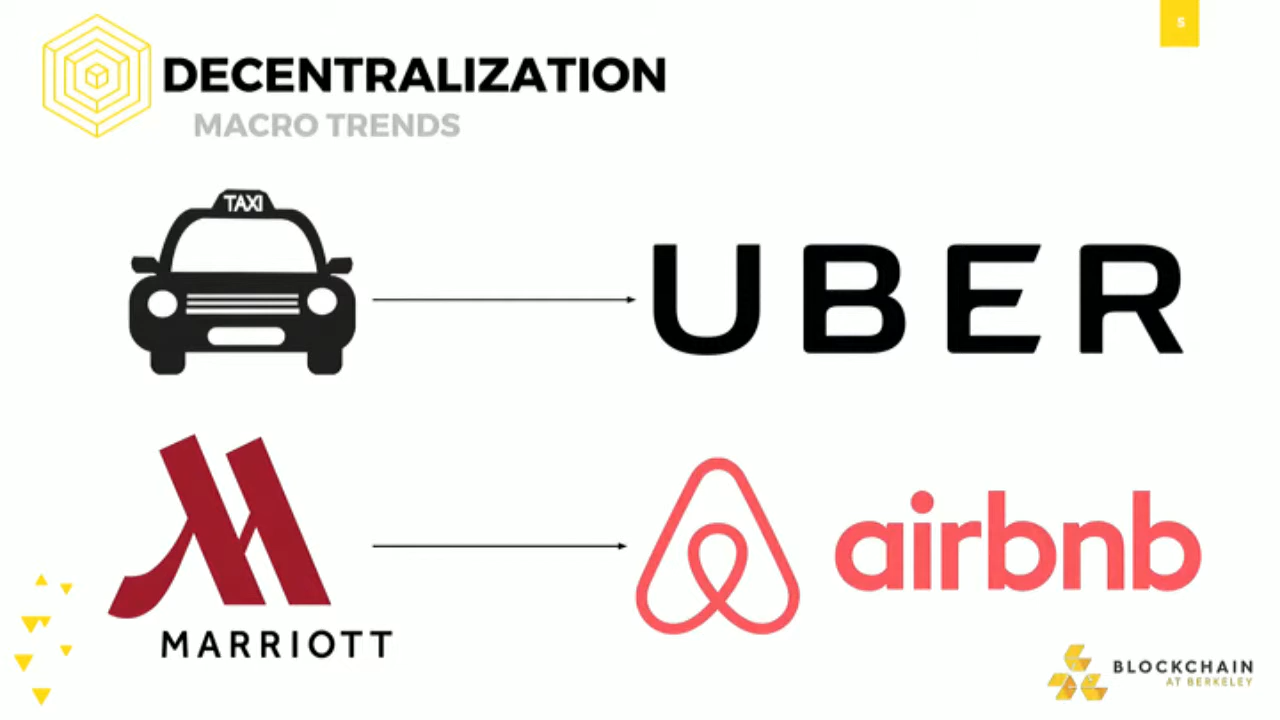 5
DECENTRALIZATION
MACRO TRENDS
TAXI
UBER
MARRIOTT
airbnb
BLOCKCHAIN
AT BERKELEY